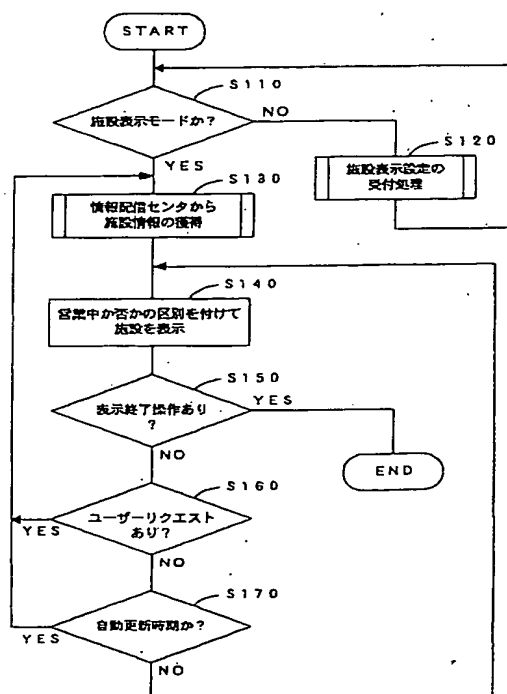 START
S110
施設表示モードか?
NO
YES
S120
施設表示設定の
受付処理
S130
情報配信センタから
施設情報の獲得
S140
営業中か否かの区別を付けて
施設を表示
S150
表示終了操作あり
?
YES
NO
END
S160
ユーザーリクエスト
あり?
YES
NO
S170
自動更新時期か?
YES
NO